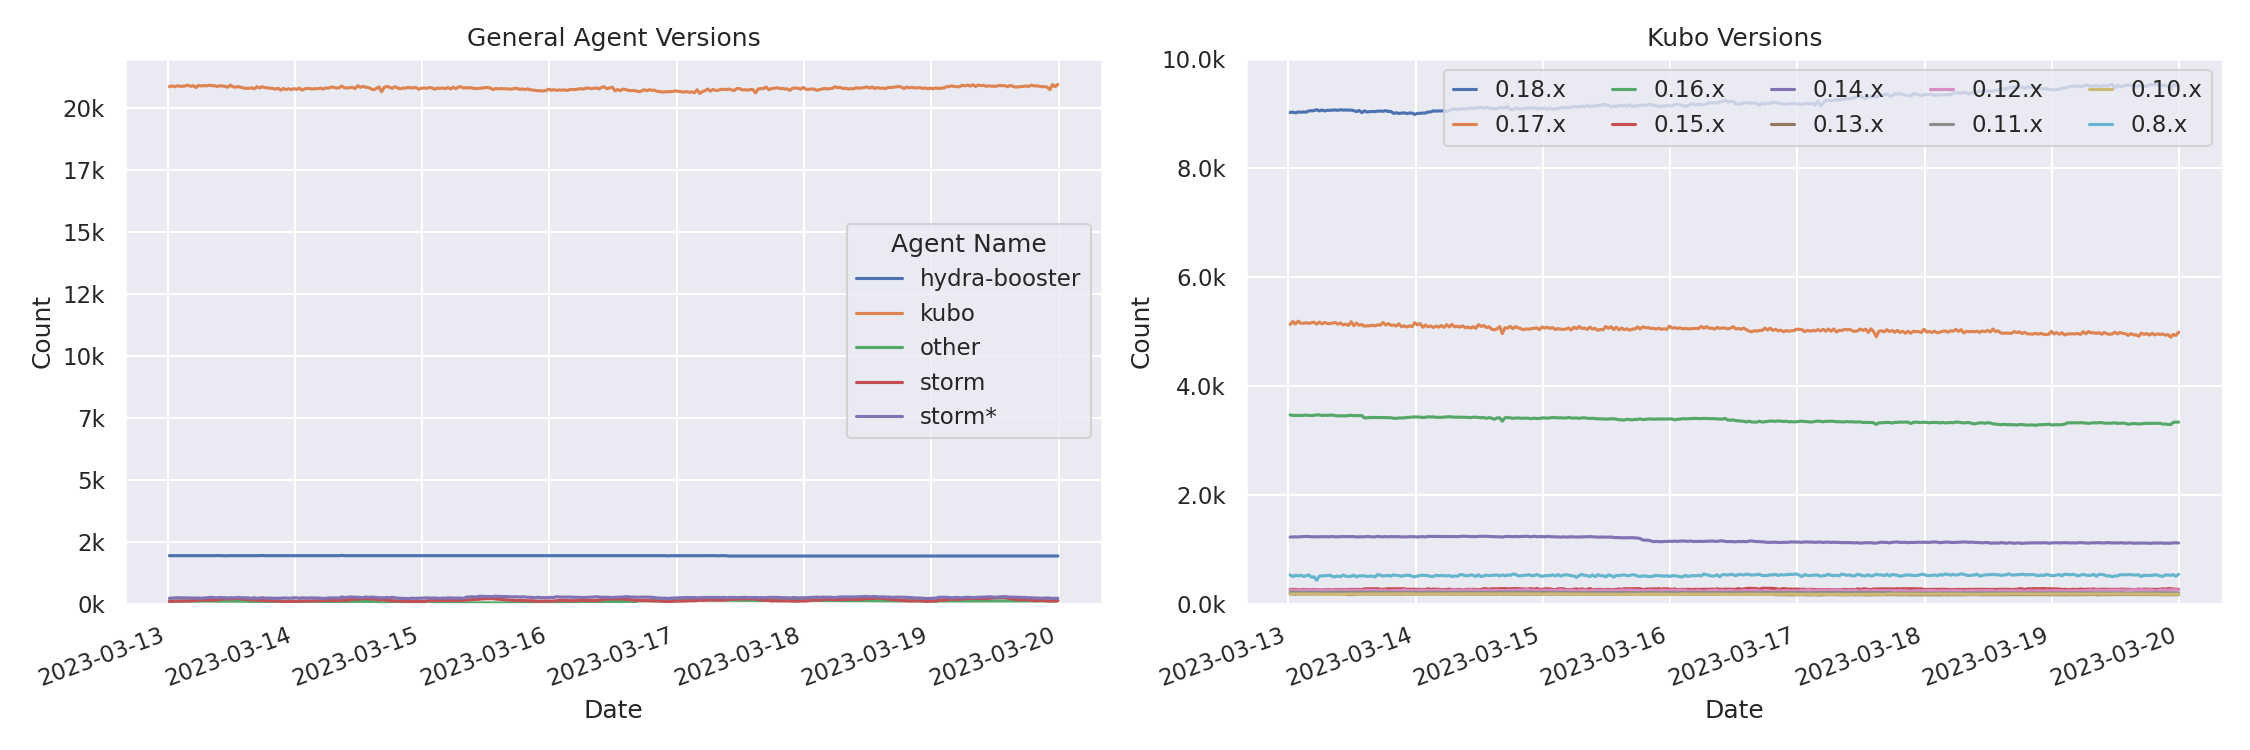 General Agent Versions
20k
17k
15k
12k
10k
7k
5k
2k
0k
Count
Agent Name
hydra-booster
kubo
other
storm
storm*
2023-03-13
2023-03-14
2023-03-15
2023-03-16
2023-03-17
2023-03-18
2023-03-19
2023-03-20
Date
Kubo Versions
10.0k
8.0k
6.0k
4.0k
2.0k
0.0k
Count
0.18.x 0.16.x 0.14.x 0.12.x 0.10.x
0.17.x 0.15.x 0.13.x 0.11.x 0.8.x
2023-03-13
2023-03-14
2023-03-15
2023-03-16
2023-03-17
2023-03-18
2023-03-19
2023-03-20
Date